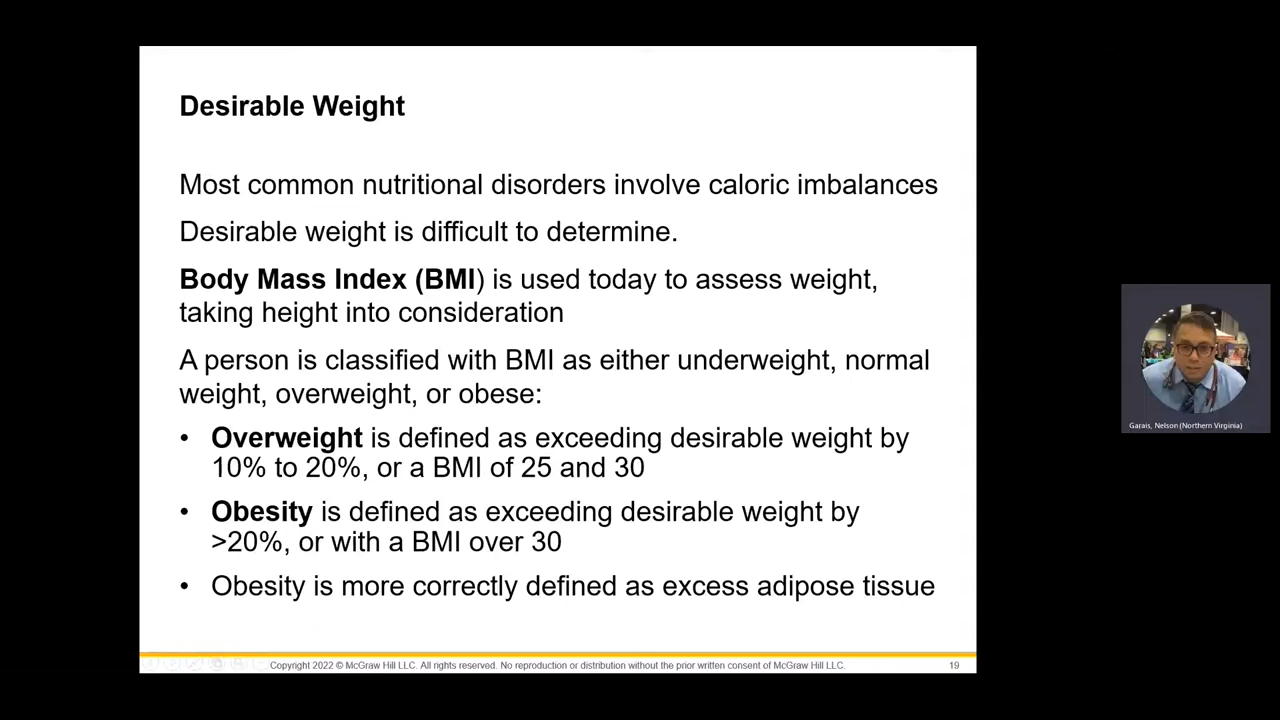 Desirable Weight
Most common nutritional disorders involve caloric imbalances
Desirable weight is difficult to determine.
Body Mass Index (BMI) is used today to assess weight,
taking height into consideration
A person is classified with BMI as either underweight, normal
weight, overweight, or obese:
• Overweight is defined as exceeding desirable weight by
10% to 20%, or a BMI of 25 and 30
• Obesity is defined as exceeding desirable weight by
>20%, or with a BMI over 30
• Obesity is more correctly defined as excess adipose tissue
Copyright 2022 © McGraw Hill LLC. All rights reserved. No reproduction or distribution without the prior written consent of McGraw Hill LLC.
19
Garais, Nelson (Northern Virginia)